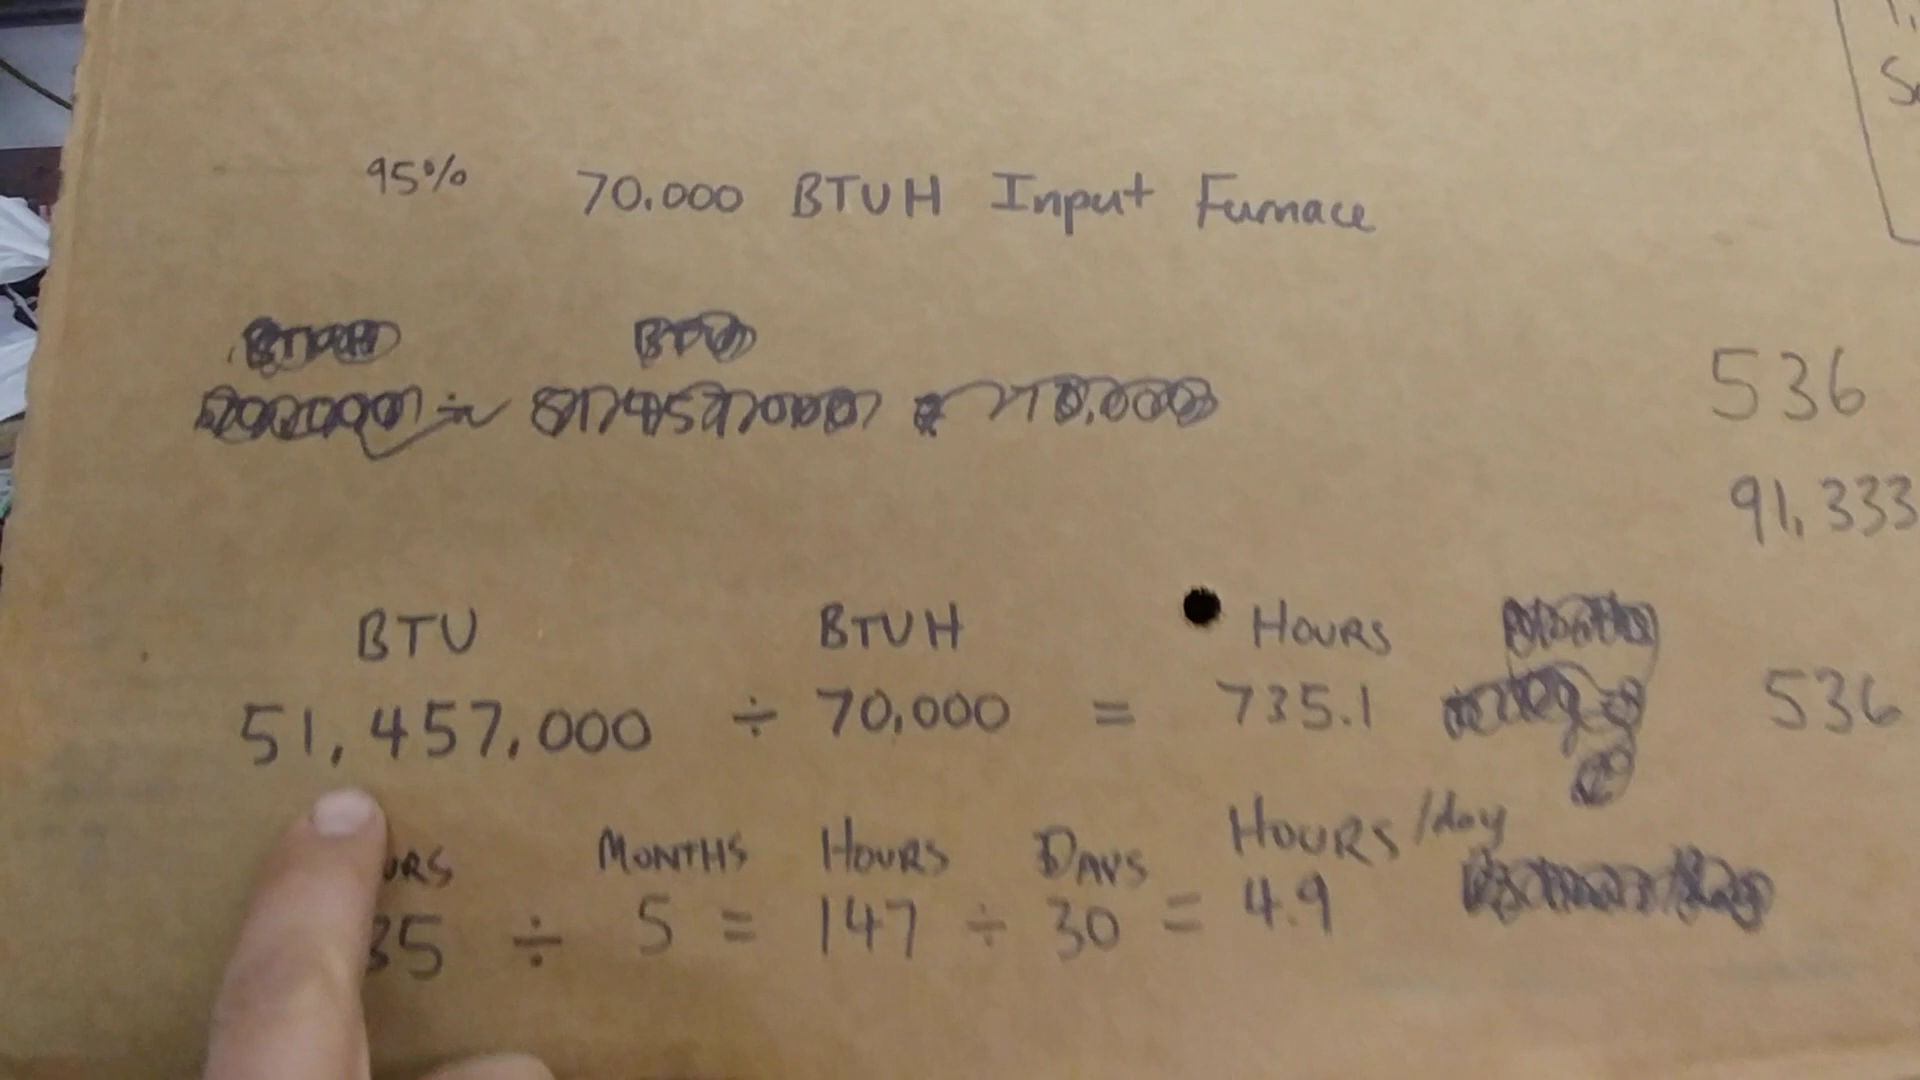 95% 70.000 BTUH Input Furnace
536
91,333
BTU BTUH HOURS
51,457,000 ÷ 70,000 = 735.1 536
MONTHS HOURS DAYS HOURS/day
35 ÷ 5 = 147 ÷ 30 = 4.9